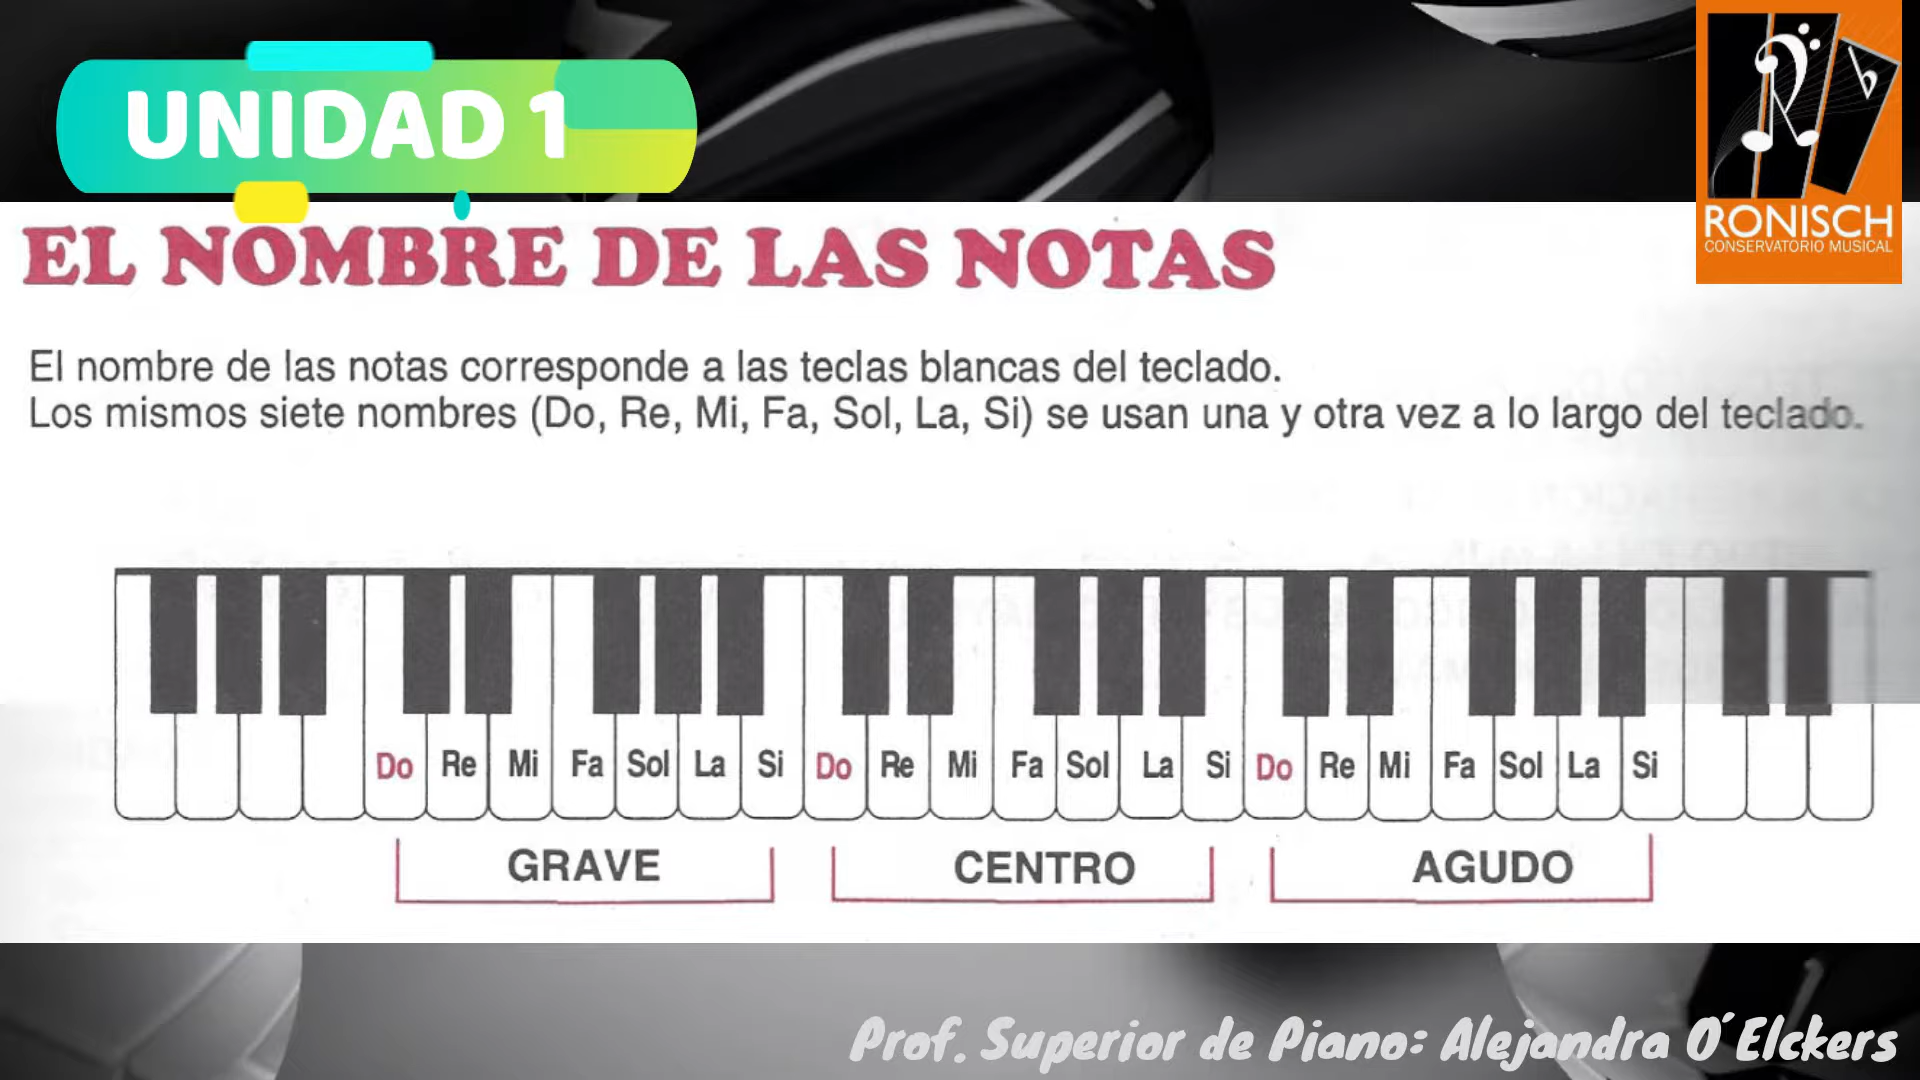 UNIDAD 1
RONISCH
CONSERVATORIO MUSICAL
EL NOMBRE DE LAS NOTAS
El nombre de las notas corresponde a las teclas blancas del teclado.
Los mismos siete nombres (Do, Re, Mi, Fa, Sol, La, Si) se usan una y otra vez a lo largo del teclado.
Do Re Mi Fa Sol La Si Do Re Mi Fa Sol La Si Do Re Mi Fa Sol La Si
GRAVE CENTRO AGUDO
Prof. Superior de Piano: Alejandra O´Elckers